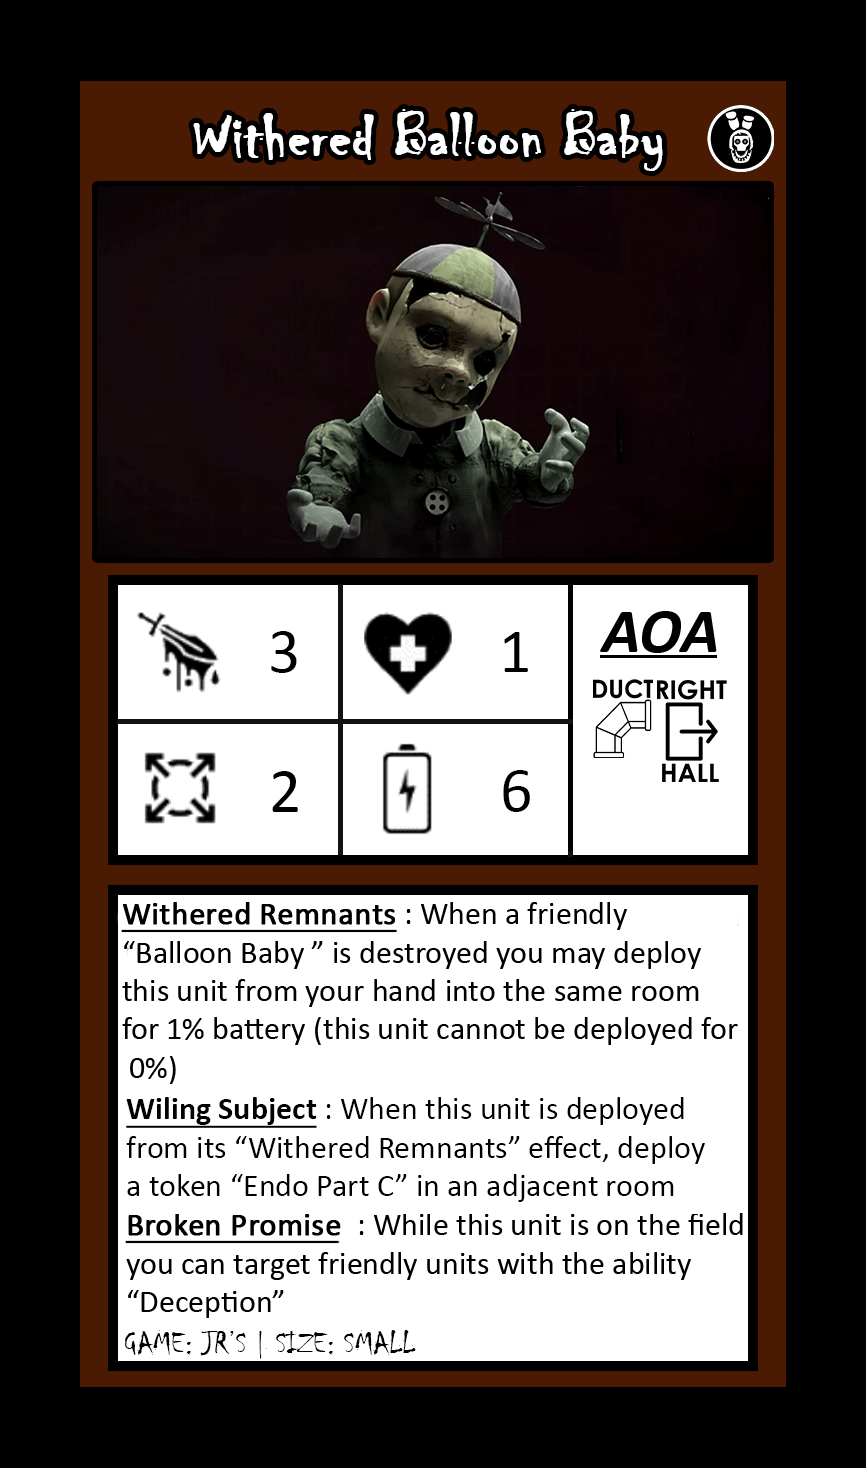 Withered Balloon Baby
3
1
AOA
DUCT RIGHT
HALL
2
6
Withered Remnants : When a friendly
“Balloon Baby ” is destroyed you may deploy
this unit from your hand into the same room
for 1% battery (this unit cannot be deployed for
0%)
Wiling Subject : When this unit is deployed
from its “Withered Remnants” effect, deploy
a token “Endo Part C” in an adjacent room
Broken Promise : While this unit is on the field
you can target friendly units with the ability
“Deception”
GAME: JR'S | SIZE: SMALL